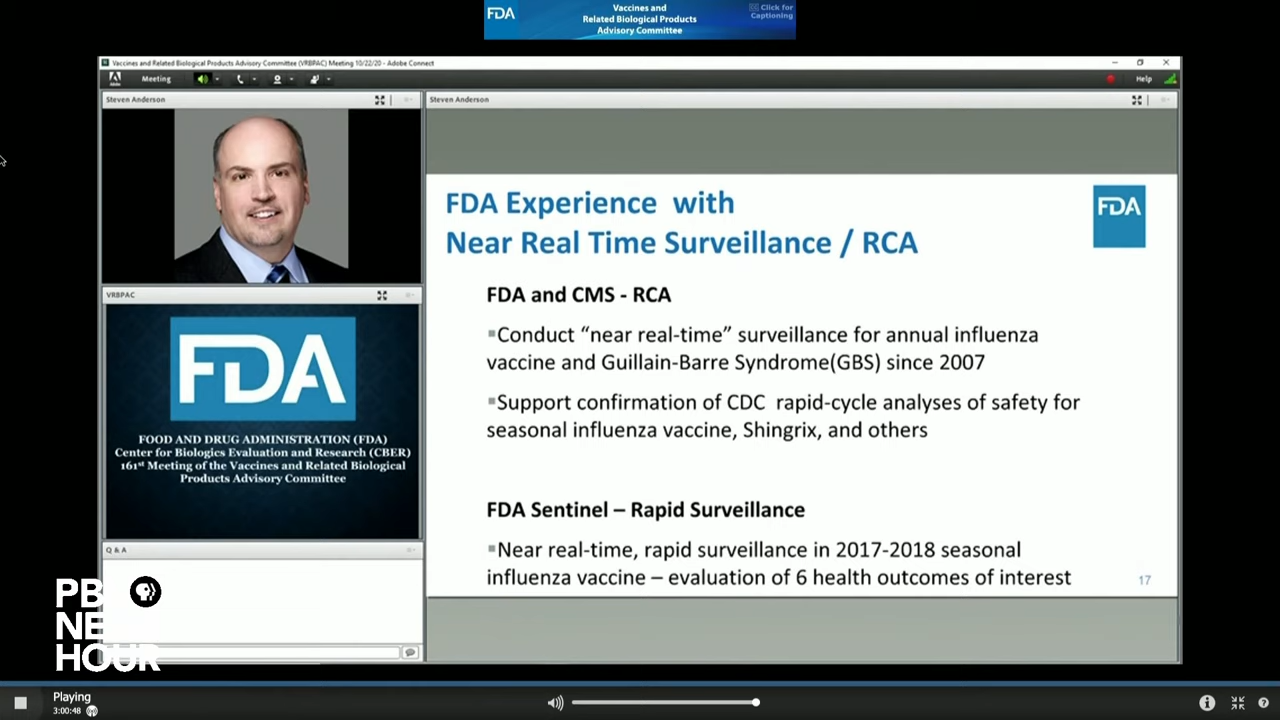 FDA
Vaccines and
Related Biological Products
Advisory Committee
Click for
Captioning
Vaccines and Related Biological Products Advisory Committee (VRBPAC) Meeting 10/22/20 - Adobe Connect
Meeting
Help
Steven Anderson
Steven Anderson
FDA Experience with
Near Real Time Surveillance / RCA
FDA
FDA and CMS - RCA
▪Conduct “near real-time” surveillance for annual influenza
vaccine and Guillain-Barre Syndrome(GBS) since 2007
▪Support confirmation of CDC rapid-cycle analyses of safety for
seasonal influenza vaccine, Shingrix, and others
FDA Sentinel – Rapid Surveillance
▪Near real-time, rapid surveillance in 2017-2018 seasonal
influenza vaccine – evaluation of 6 health outcomes of interest
17
VRBPAC
FDA
FOOD AND DRUG ADMINISTRATION (FDA)
Center for Biologics Evaluation and Research (CBER)
161st Meeting of the Vaccines and Related Biological
Products Advisory Committee
Q & A
HOUR
Playing
3:00:48